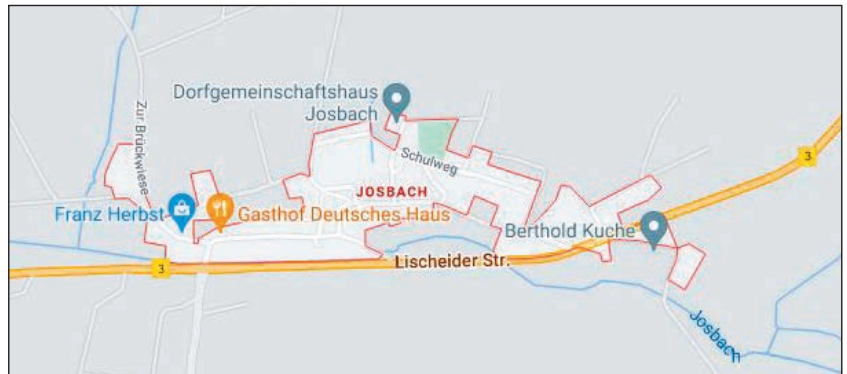 Dorfgemeinschaftshaus
Josbach
Zur Brückwiese
Schulweg
3
JOSBACH
Franz Herbst
Gasthof Deutsches Haus
Berthold Kuche
Lischeider Str.
3
Josbach